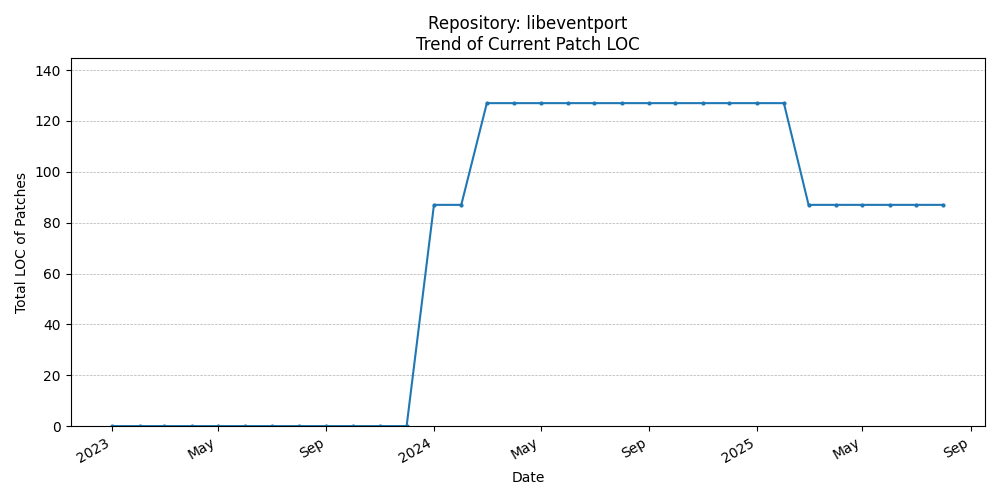 Repository: libeventport
Trend of Current Patch LOC
140
120
100
80
60
40
20
0
Total LOC of Patches
2023
May
Sep
2024
May
Sep
2025
May
Sep
Date